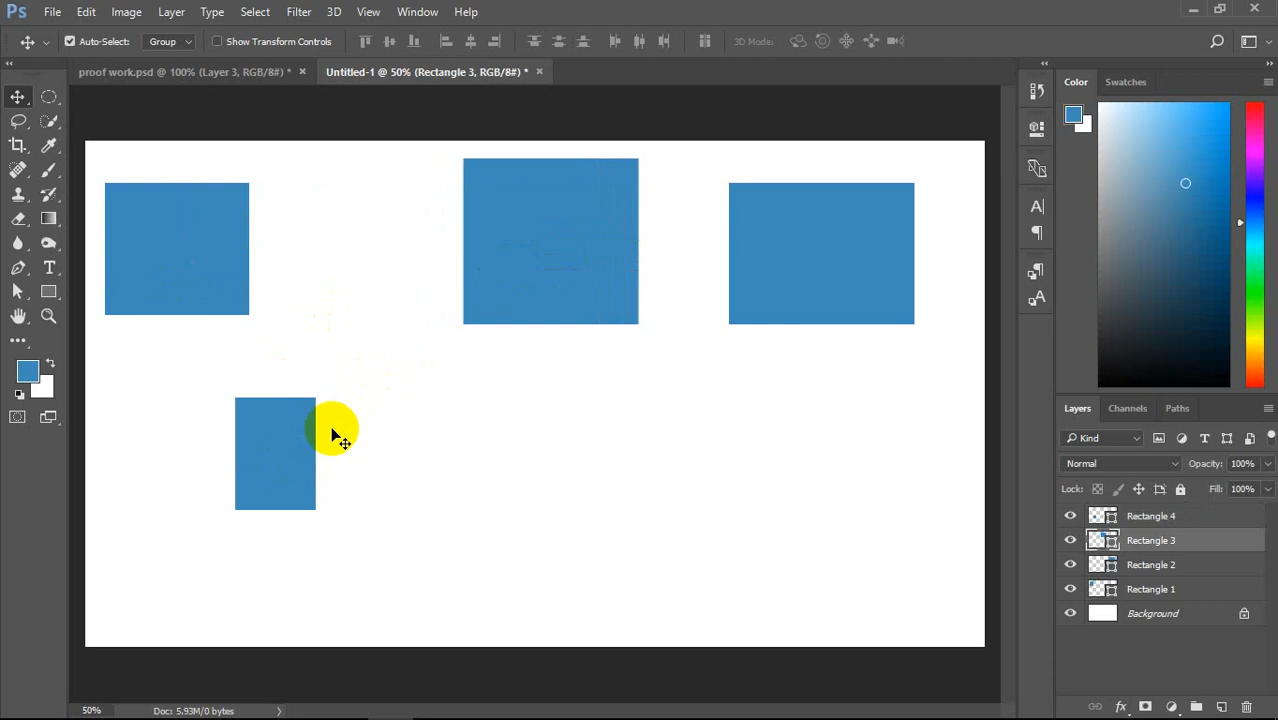 Ps File Edit Image Layer Type Select Filter 3D View Window Help
Auto-Select: Group Show Transform Controls 3D Mode:
proof work.psd @ 100% (Layer 3, RGB/8#) * Untitled-1 @ 50% (Rectangle 3, RGB/8#) *
Color Swatches
Layers Channels Paths
Kind
Normal Opacity: 100%
Lock: Fill: 100%
Rectangle 4
Rectangle 3
Rectangle 2
Rectangle 1
Background
50% Doc: 5.93M/0 bytes